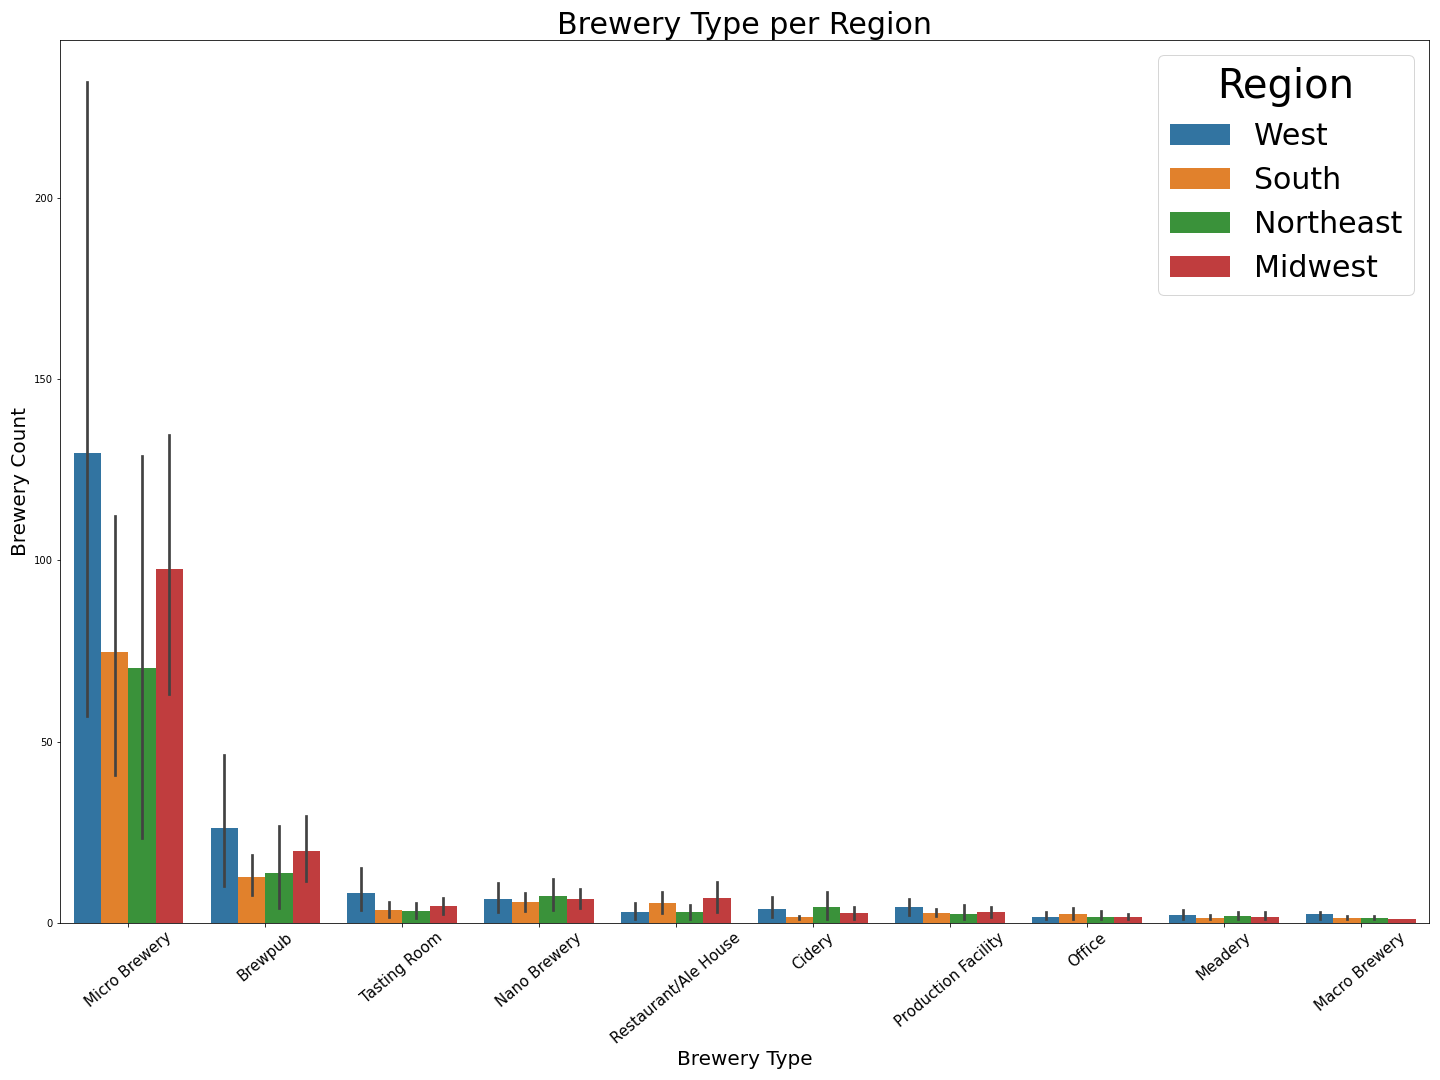 Brewery Type per Region
Region
West
South
Northeast
Midwest
Brewery Count
200
150
100
50
0
Micro Brewery
Brewpub
Tasting Room
Nano Brewery
Restaurant/Ale House
Cidery
Production Facility
Office
Meadery
Macro Brewery
Brewery Type